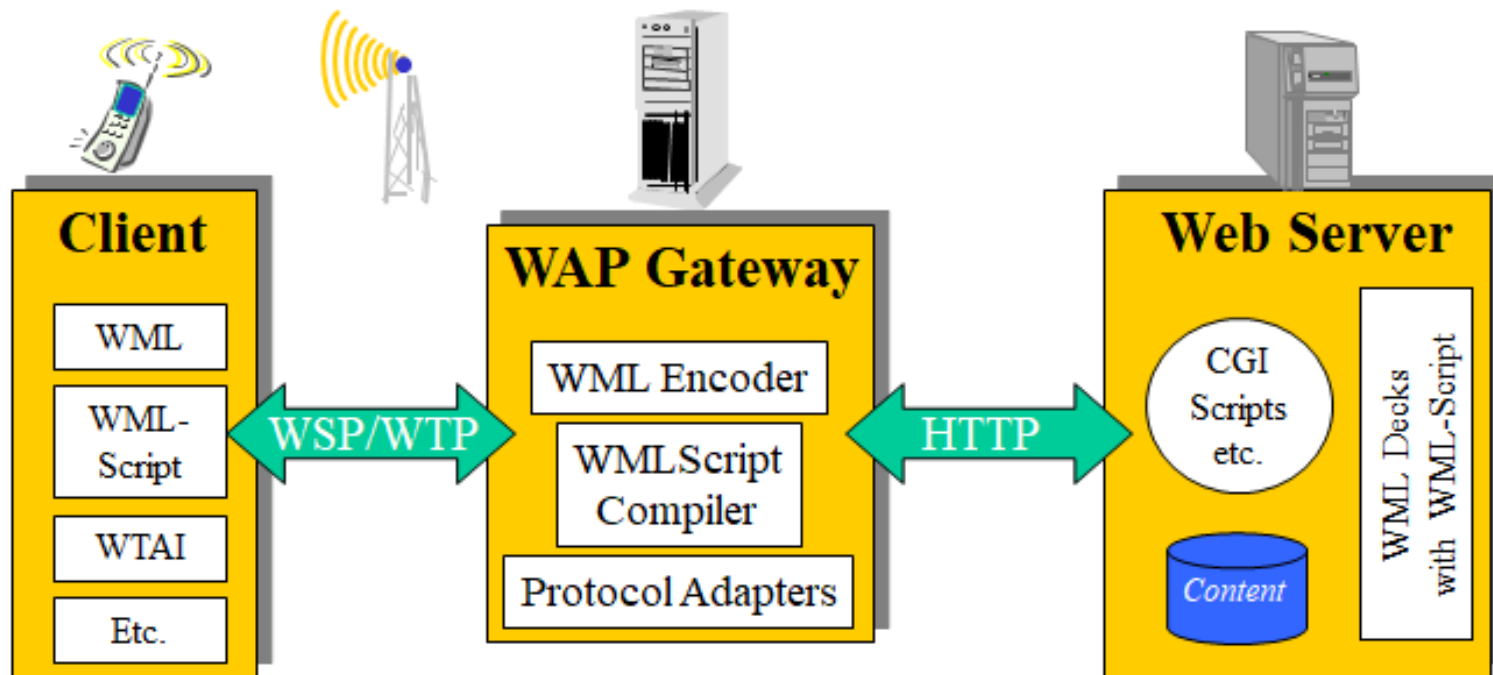 Client
WML
WML-
Script
WTAI
Etc.
WSP/WTP
WAP Gateway
WML Encoder
WMLScript
Compiler
Protocol Adapters
HTTP
Web Server
CGI
Scripts
etc.
Content
WML Decks
with WML-Script